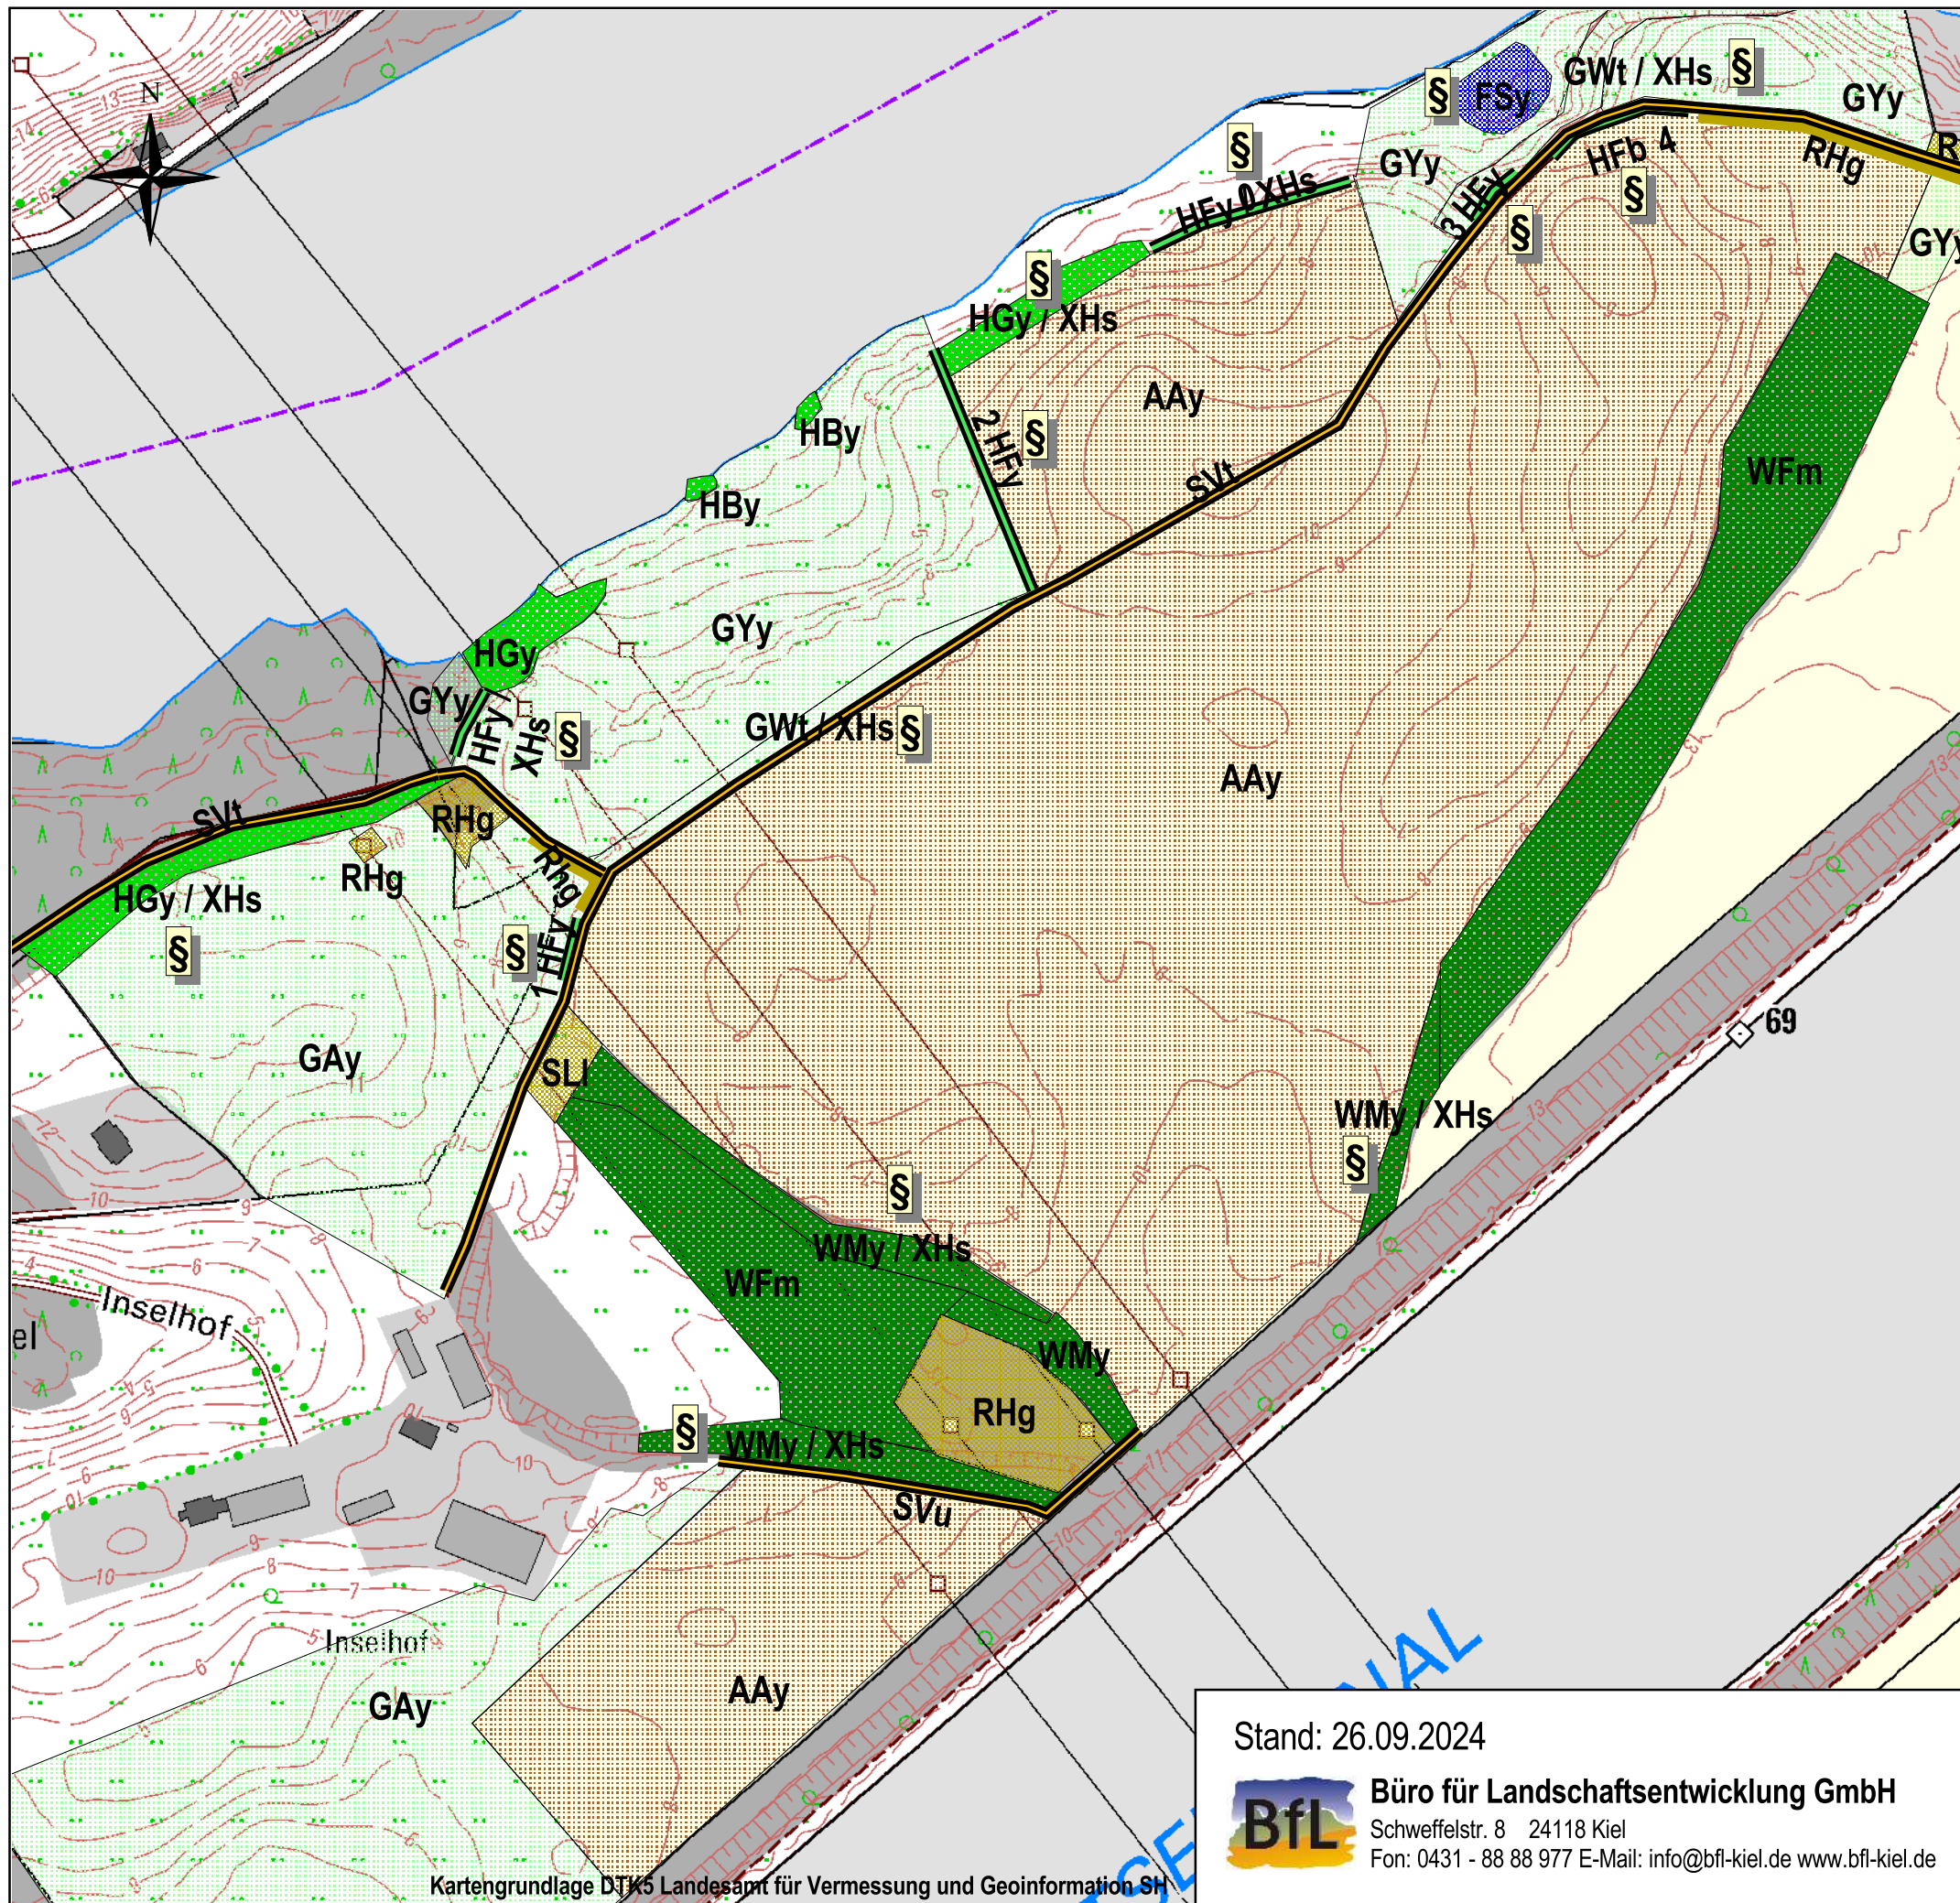 N
GWt / XHs
§
GYy
§
FSy
HFb 4
RHg
R
§
GYy
3 HFy
§
§
HFy 0 XHs
GYy
§
HGy / XHs
AAy
HBy
2 HFy
§
SVt
WFm
HBy
GYy
HGy
GYy
HFy /
XHs
§
GWt / XHs
§
AAy
SVt
RHg
RHg
Rhg
HGy / XHs
§
§
1 HFy
69
GAy
SLl
WMy / XHs
§
§
WMy / XHs
WFm
Inselhof
el
WMy
RHg
§
WMy / XHs
SVu
Inselhof
GAy
AAy
NAL
TSE
Stand: 26.09.2024
BfL
Büro für Landschaftsentwicklung GmbH
Schweffelstr. 8 24118 Kiel
Fon: 0431 - 88 88 977 E-Mail: info@bfl-kiel.de www.bfl-kiel.de
Kartengrundlage DTK5 Landesamt für Vermessung und Geoinformation SH